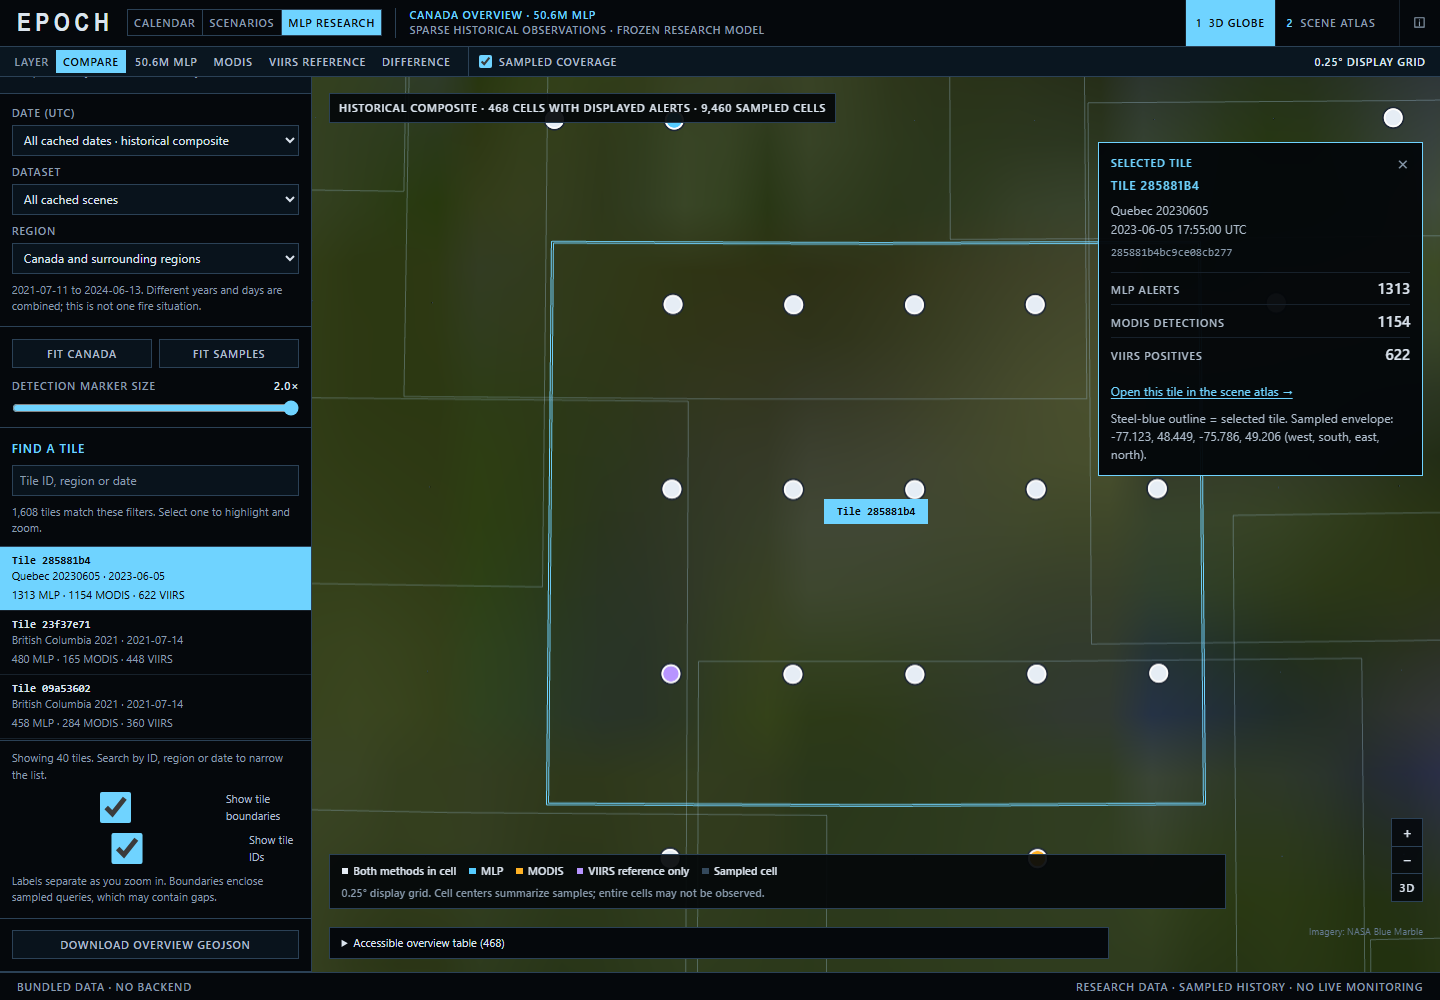 EPOCH
CALENDAR
SCENARIOS
MLP RESEARCH
CANADA OVERVIEW · 50.6M MLP
SPARSE HISTORICAL OBSERVATIONS · FROZEN RESEARCH MODEL
1 3D GLOBE
2 SCENE ATLAS
LAYER
COMPARE
50.6M MLP
MODIS
VIIRS REFERENCE
DIFFERENCE
SAMPLED COVERAGE
0.25° DISPLAY GRID
DATE (UTC)
All cached dates · historical composite
DATASET
All cached scenes
REGION
Canada and surrounding regions
2021-07-11 to 2024-06-13. Different years and days are
combined; this is not one fire situation.
FIT CANADA
FIT SAMPLES
DETECTION MARKER SIZE
2.0×
FIND A TILE
Tile ID, region or date
1,608 tiles match these filters. Select one to highlight and
zoom.
Tile 285881b4
Quebec 20230605 · 2023-06-05
1313 MLP · 1154 MODIS · 622 VIIRS
Tile 23f37e71
British Columbia 2021 · 2021-07-14
480 MLP · 165 MODIS · 448 VIIRS
Tile 09a53602
British Columbia 2021 · 2021-07-14
458 MLP · 284 MODIS · 360 VIIRS
Showing 40 tiles. Search by ID, region or date to narrow
the list.
Show tile
boundaries
Show tile
IDs
Labels separate as you zoom in. Boundaries enclose
sampled queries, which may contain gaps.
DOWNLOAD OVERVIEW GEOJSON
HISTORICAL COMPOSITE · 468 CELLS WITH DISPLAYED ALERTS · 9,460 SAMPLED CELLS
SELECTED TILE
×
TILE 285881B4
Quebec 20230605
2023-06-05 17:55:00 UTC
285881b4bc9ce08cb277
MLP ALERTS
1313
MODIS DETECTIONS
1154
VIIRS POSITIVES
622
Open this tile in the scene atlas →
Steel-blue outline = selected tile. Sampled envelope:
-77.123, 48.449, -75.786, 49.206 (west, south, east,
north).
Tile 285881b4
Both methods in cell
MLP
MODIS
VIIRS reference only
Sampled cell
0.25° display grid. Cell centers summarize samples; entire cells may not be observed.
▶ Accessible overview table (468)
+
−
3D
Imagery: NASA Blue Marble
BUNDLED DATA · NO BACKEND
RESEARCH DATA · SAMPLED HISTORY · NO LIVE MONITORING